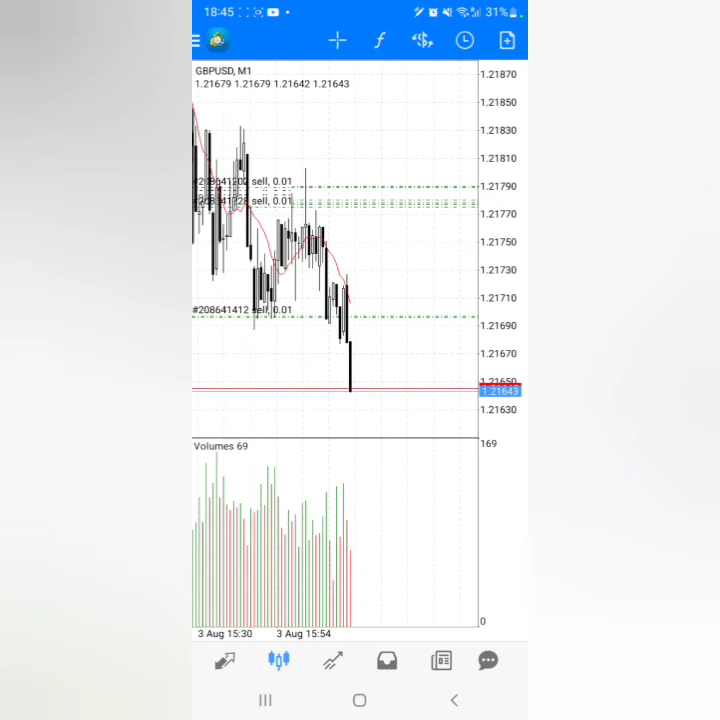 18:45
31%
GBPUSD, M1
1.21679 1.21679 1.21642 1.21643
1.21870
1.21850
1.21830
1.21810
#208641202 sell, 0.01
1.21790
sell, 0.01
1.21770
1.21750
1.21730
1.21710
#208641412 sell, 0.01
1.21690
1.21670
1.21650
1.21643
1.21630
Volumes 69
169
0
3 Aug 15:30
3 Aug 15:54